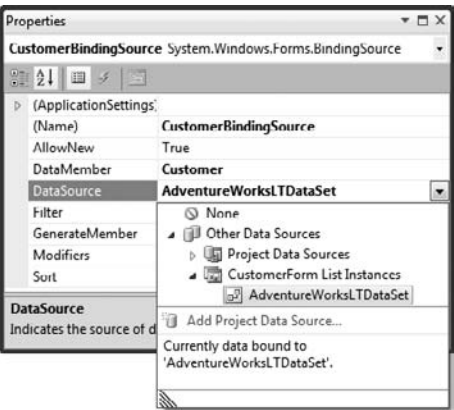 Properties
CustomerBindingSource System.Windows.Forms.BindingSource
(ApplicationSettings)
(Name) CustomerBindingSource
AllowNew True
DataMember Customer
DataSource AdventureWorksLTDataSet
Filter
GenerateMember
Modifiers
Sort
None
Other Data Sources
Project Data Sources
CustomerForm List Instances
AdventureWorksLTDataSet
Add Project Data Source...
Currently data bound to
'AdventureWorksLTDataSet'.
DataSource
Indicates the source of d